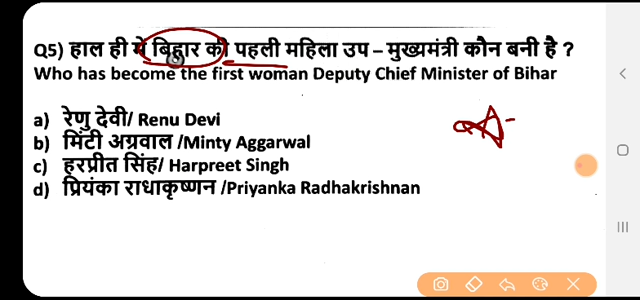 Q5) हाल ही मे बिहार की पहली महिला उप – मुख्यमंत्री कौन बनी है ?
Who has become the first woman Deputy Chief Minister of Bihar
a) रेणु देवी/ Renu Devi
b) मिंटी अग्रवाल /Minty Aggarwal
c) हरप्रीत सिंह/ Harpreet Singh
d) प्रियंका राधाकृष्णन /Priyanka Radhakrishnan